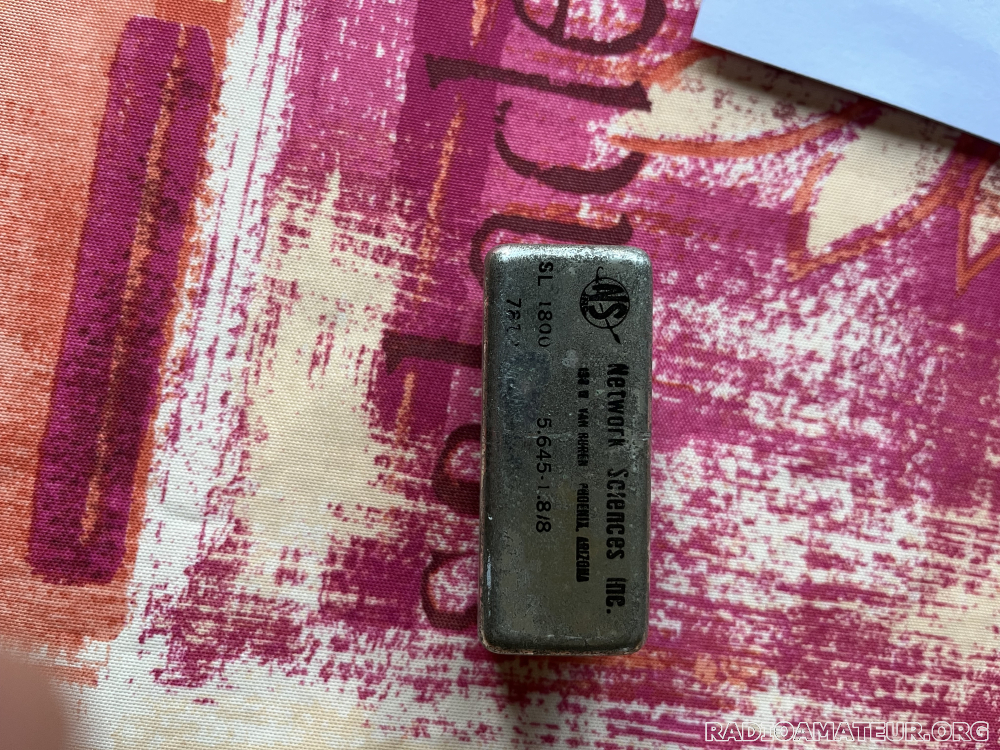 NS
Network Sciences Inc.
PHOENIX, ARIZONA
SL 1800 5.645-1.8/8
RADIOAMATEUR.ORG